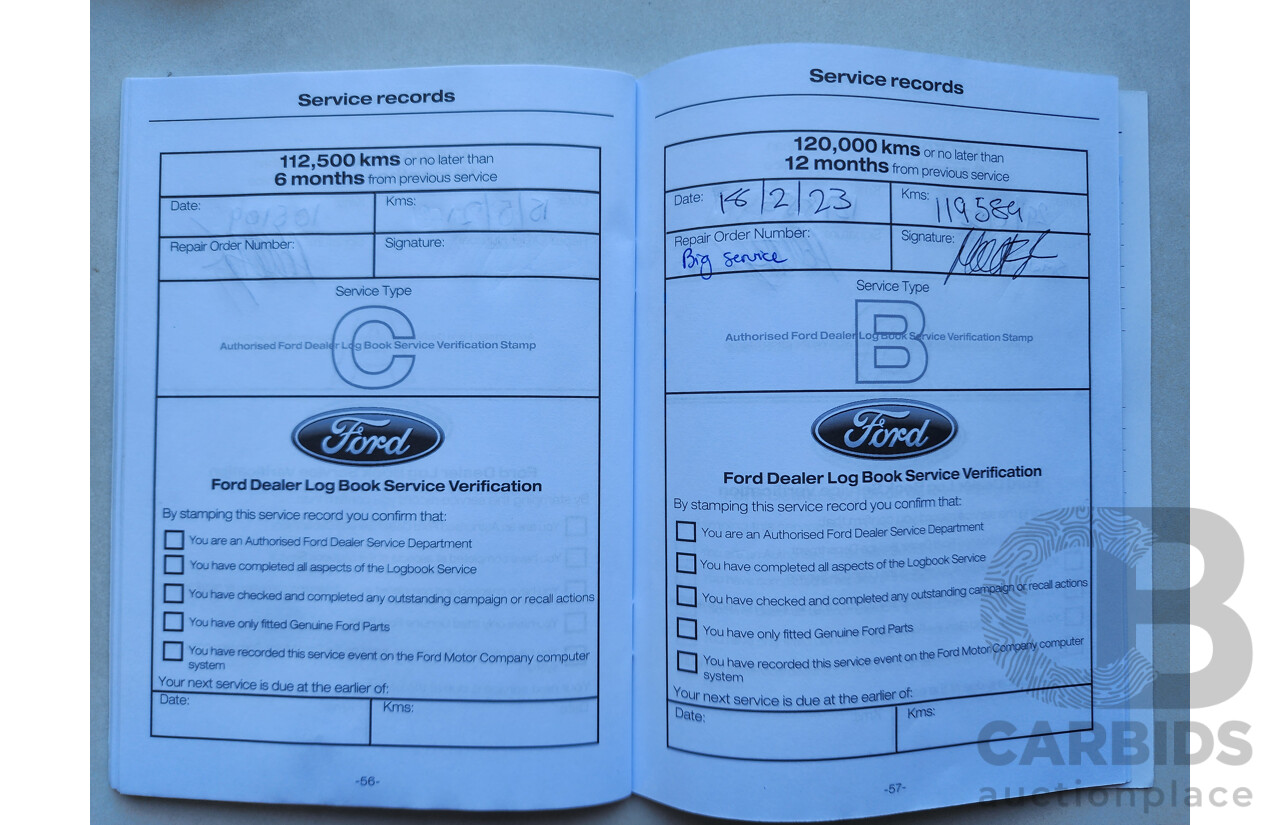 Service records
112,500 kms or no later than
6 months from previous service
Date:
Kms:
Repair Order Number:
Signature:
Service Type
C
Authorised Ford Dealer Log Book Service Verification Stamp
Ford
Ford Dealer Log Book Service Verification
By stamping this service record you confirm that:
You are an Authorised Ford Dealer Service Department
You have completed all aspects of the Logbook Service
You have checked and completed any outstanding campaign or recall actions
You have only fitted Genuine Ford Parts
You have recorded this service event on the Ford Motor Company computer
system
Your next service is due at the earlier of:
Date:
Kms:
-56-
Service records
120,000 kms or no later than
12 months from previous service
Date: 18/2/23
Kms: 119589
Repair Order Number:
Big service
Signature:
Service Type
B
Authorised Ford Dealer Log Book Service Verification Stamp
Ford
Ford Dealer Log Book Service Verification
By stamping this service record you confirm that:
You are an Authorised Ford Dealer Service Department
You have completed all aspects of the Logbook Service
You have checked and completed any outstanding campaign or recall actions
You have only fitted Genuine Ford Parts
You have recorded this service event on the Ford Motor Company computer
system
Your next service is due at the earlier of:
Date:
Kms:
-57-
CB
CARBIDS
auctionplace